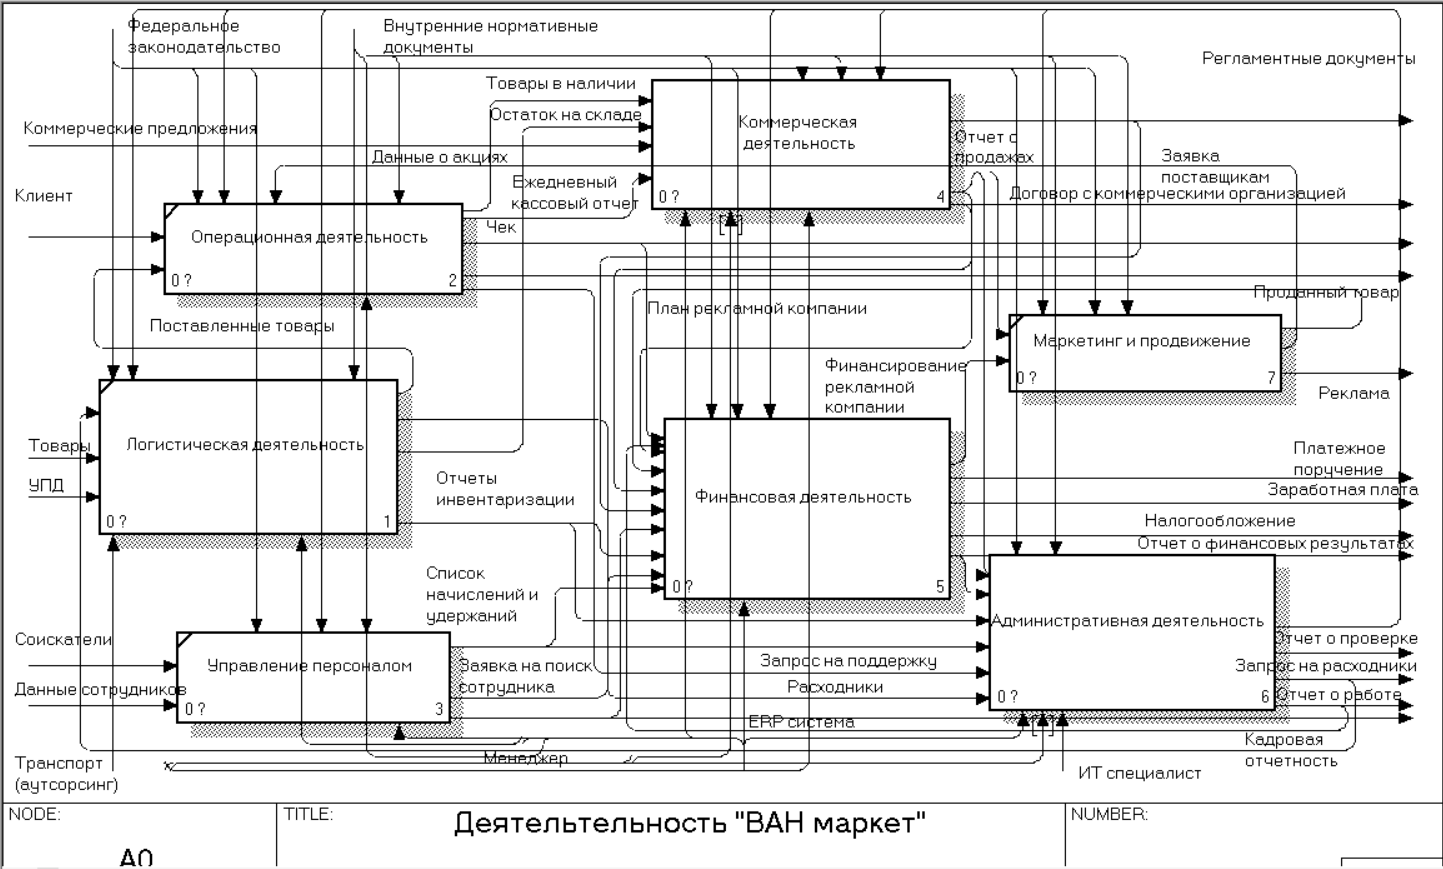 Федеральное
законодательство
Внутренние нормативные
документы
Регламентные документы
Товары в наличии
Остаток на складе
Коммерческие предложения
Коммерческая
деятельность
0 ?
4
Отчет о
продажах
Данные о акциях
Заявка
поставщикам
Ежедневный
кассовый отчет
Договор с коммерческими организацией
Клиент
Чек
Операционная деятельность
0 ?
2
Проданный товар
План рекламной компании
Поставленные товары
Маркетинг и продвижение
0 ?
7
Финансирование
рекламной
компании
Реклама
Товары
Логистическая деятельность
УПД
0 ?
1
Отчеты
инвентаризации
Финансовая деятельность
0 ?
5
Платежное
поручение
Заработная плата
Налогообложение
Отчет о финансовых результатах
Список
начислений и
удержаний
Административная деятельность
0 ?
6
Соискатели
Отчет о проверке
Управление персоналом
0 ?
3
Заявка на поиск
сотрудника
Запрос на поддержку
Запрос на расходники
Данные сотрудников
Расходники
Отчет о работе
ERP система
Кадровая
отчетность
Менеджер
Транспорт
(аутсорсинг)
ИТ специалист
NODE:
TITLE:
NUMBER:
A0
Деятельтельность "ВАН маркет"